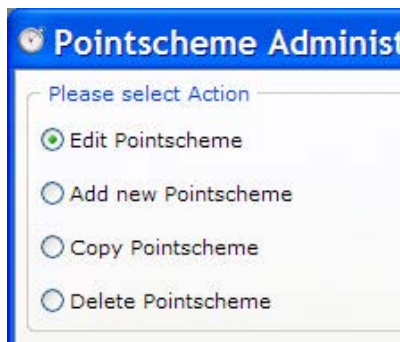 Pointscheme Administ
Please select Action
Edit Pointscheme
Add new Pointscheme
Copy Pointscheme
Delete Pointscheme